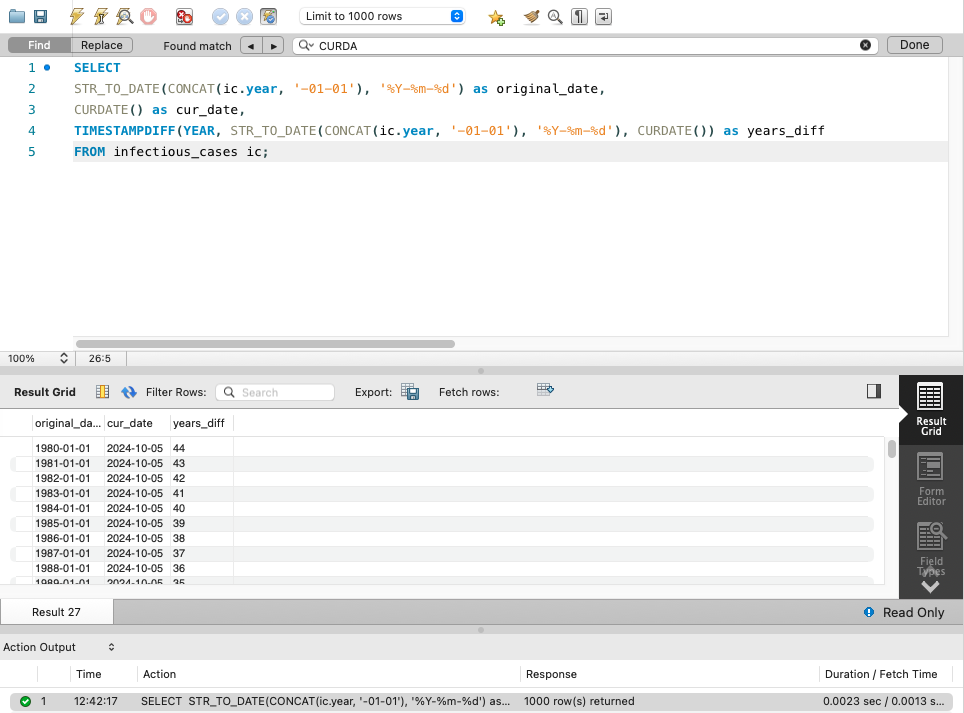 Limit to 1000 rows
Find Replace Found match CURDA Done
1 SELECT
2 STR_TO_DATE(CONCAT(ic.year, '-01-01'), '%Y-%m-%d') as original_date,
3 CURDATE() as cur_date,
4 TIMESTAMPDIFF(YEAR, STR_TO_DATE(CONCAT(ic.year, '-01-01'), '%Y-%m-%d'), CURDATE()) as years_diff
5 FROM infectious_cases ic;
100% 26:5
Result Grid Filter Rows: Search Export: Fetch rows:
original_da... cur_date years_diff
1980-01-01 2024-10-05 44
1981-01-01 2024-10-05 43
1982-01-01 2024-10-05 42
1983-01-01 2024-10-05 41
1984-01-01 2024-10-05 40
1985-01-01 2024-10-05 39
1986-01-01 2024-10-05 38
1987-01-01 2024-10-05 37
1988-01-01 2024-10-05 36
1989-01-01 2024-10-05 35
Result
Grid
Form
Editor
Field
Types
Result 27 Read Only
Action Output
Time Action Response Duration / Fetch Time
1 12:42:17 SELECT STR_TO_DATE(CONCAT(ic.year, '-01-01'), '%Y-%m-%d') as... 1000 row(s) returned 0.0023 sec / 0.0013 s...